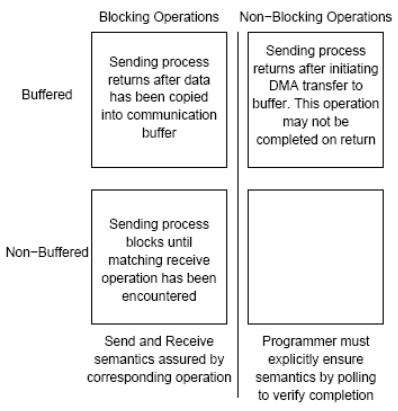 Blocking Operations
Non-Blocking Operations
Buffered
Sending process
returns after data
has been copied
into communication
buffer
Sending process
returns after initiating
DMA transfer to
buffer. This operation
may not be
completed on return
Non-Buffered
Sending process
blocks until
matching receive
operation has been
encountered
Send and Receive
semantics assured by
corresponding operation
Programmer must
explicitly ensure
semantics by polling
to verify completion